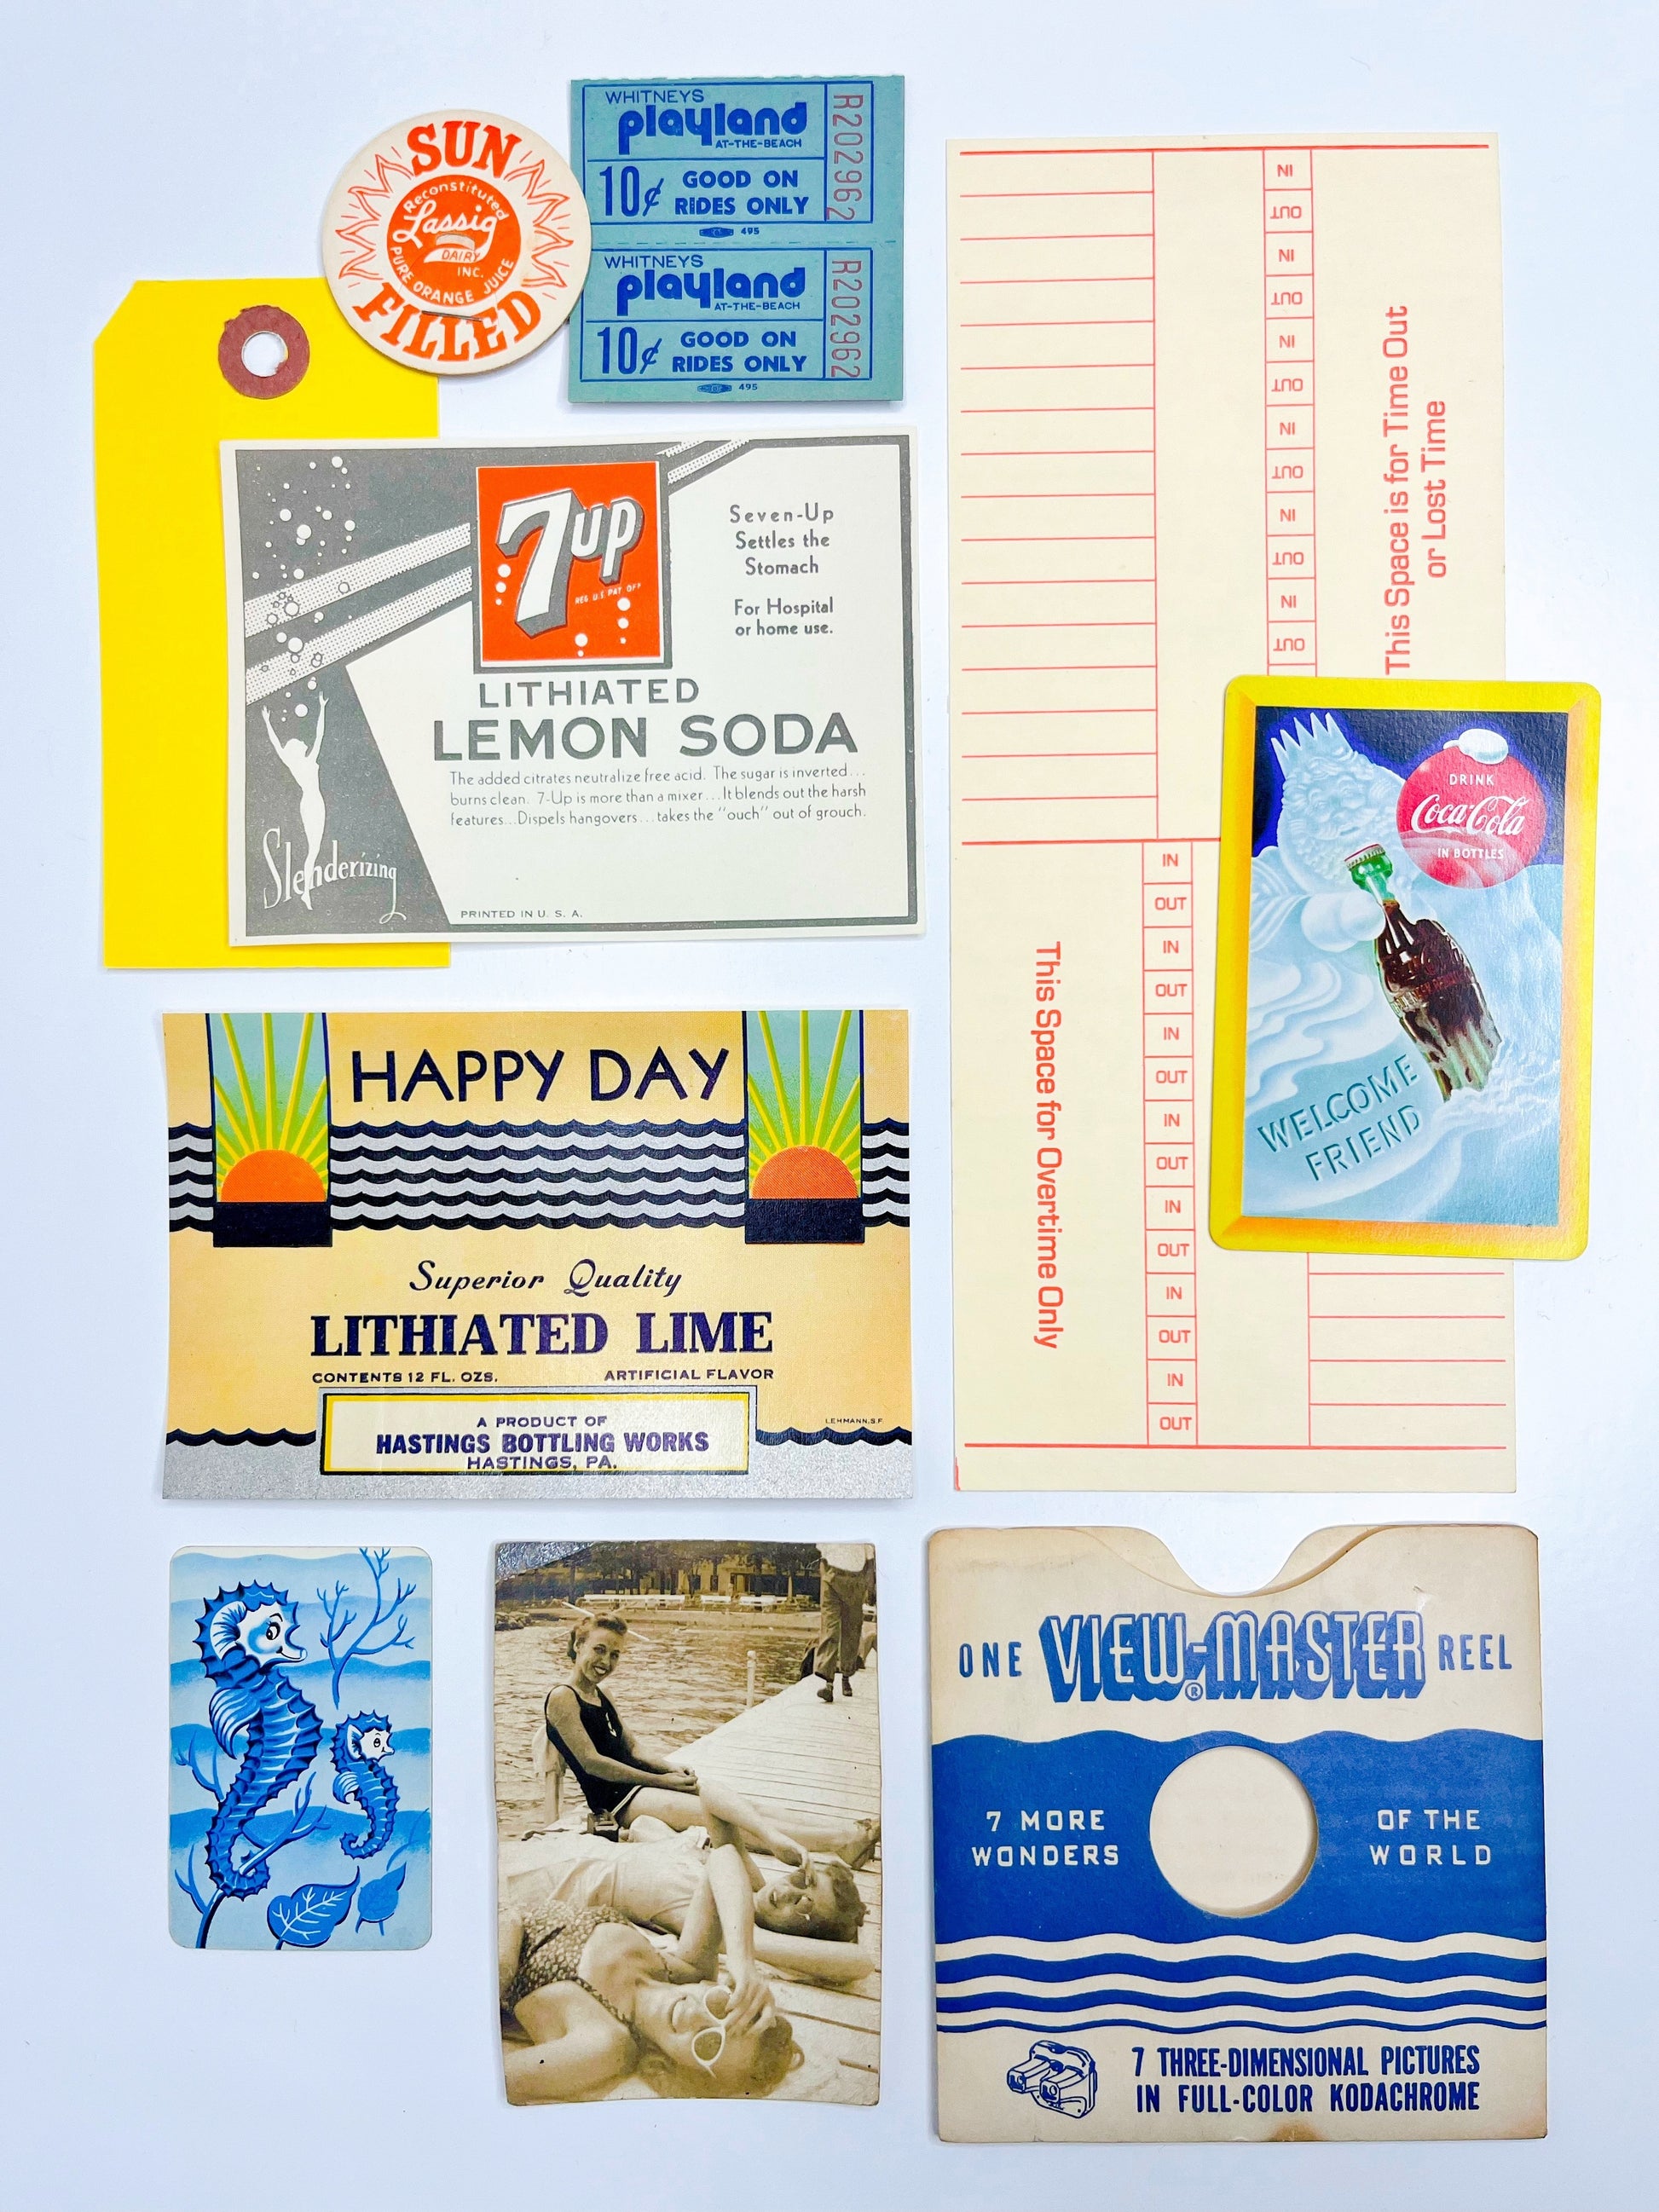 SUN
Reconstituted
Lassig
DAIRY
INC.
PURE ORANGE JUICE
FILLED
WHITNEYS
playland
AT-THE-BEACH
10¢ GOOD ON
RIDES ONLY
R202962
495
WHITNEYS
playland
AT-THE-BEACH
10¢ GOOD ON
RIDES ONLY
R202962
495
7up
REG U.S PAT OFF
Seven-Up
Settles the
Stomach
For Hospital
or home use.
LITHIATED
LEMON SODA
The added citrates neutralize free acid. The sugar is inverted...
burns clean. 7-Up is more than a mixer...It blends out the harsh
features...Dispels hangovers...takes the "ouch" out of grouch.
Slenderizing
PRINTED IN U. S. A.
IN
OUT
IN
OUT
IN
OUT
IN
OUT
IN
OUT
IN
OUT
This Space is for Time Out
or Lost Time
IN
OUT
IN
OUT
IN
OUT
IN
OUT
IN
OUT
IN
OUT
IN
OUT
This Space for Overtime Only
DRINK
Coca-Cola
IN BOTTLES
WELCOME
FRIEND
HAPPY DAY
Superior Quality
LITHIATED LIME
CONTENTS 12 FL. OZS. ARTIFICIAL FLAVOR
A PRODUCT OF
HASTINGS BOTTLING WORKS
HASTINGS, PA.
LEHMANN.S.F.
ONE VIEW-MASTER® REEL
7 MORE
WONDERS
OF THE
WORLD
7 THREE-DIMENSIONAL PICTURES
IN FULL-COLOR KODACHROME